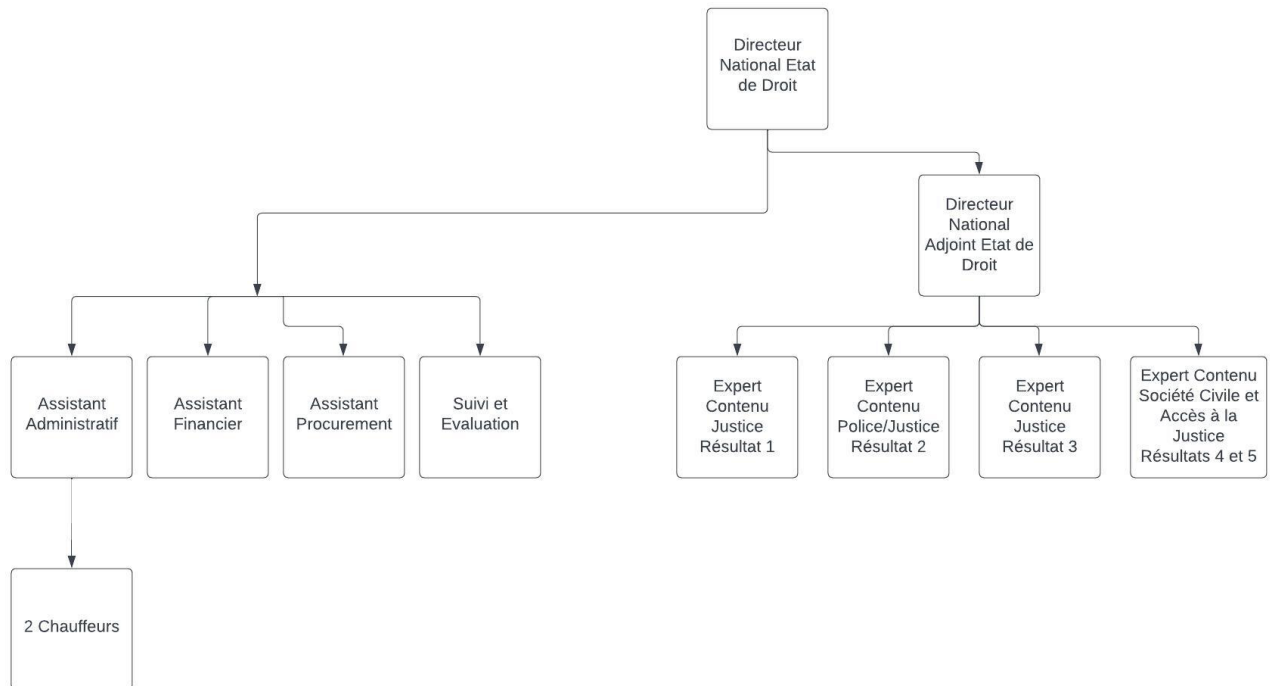 Directeur
National Etat
de Droit
Directeur
National
Adjoint Etat de
Droit
Assistant
Administratif
Assistant
Financier
Assistant
Procurement
Suivi et
Evaluation
Expert
Contenu
Justice
Résultat 1
Expert
Contenu
Police/Justice
Résultat 2
Expert
Contenu
Justice
Résultat 3
Expert Contenu
Société Civile et
Accès à la
Justice
Résultats 4 et 5
2 Chauffeurs